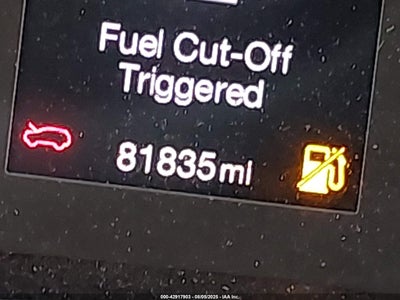 Fuel Cut-Off
Triggered
81835mi
000-42917903 - 08/05/2025 - IAA Inc.